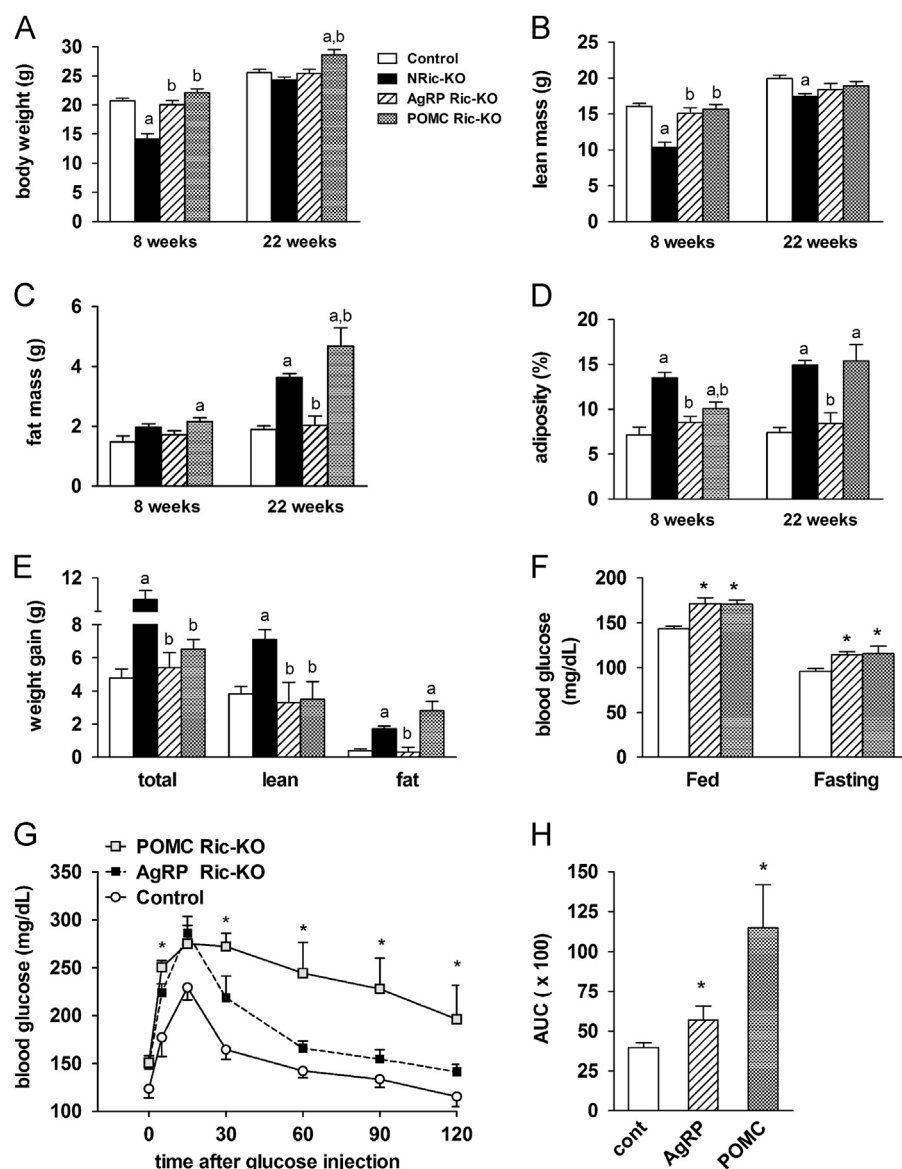 A
body weight (g)
30
25
20
15
10
5
0
a
b
b
a,b
8 weeks
22 weeks
Control
NRic-KO
AgRP Ric-KO
POMC Ric-KO
B
lean mass (g)
25
20
15
10
5
0
a
b
b
a
8 weeks
22 weeks
C
fat mass (g)
6
4
2
0
a
a
b
a,b
8 weeks
22 weeks
D
adiposity (%)
20
15
10
5
0
a
b
a,b
a
b
a
8 weeks
22 weeks
E
weight gain (g)
12
8
6
4
2
0
a
b
b
a
b
b
a
b
a
total
lean
fat
F
blood glucose
(mg/dL)
200
150
100
50
0
*
*
*
*
Fed
Fasting
G
POMC Ric-KO
AgRP Ric-KO
Control
blood glucose (mg/dL)
350
300
250
200
150
100
*
*
*
*
*
0
30
60
90
120
time after glucose injection
H
AUC ( x 100)
150
125
100
75
50
25
0
*
*
cont
AgRP
POMC